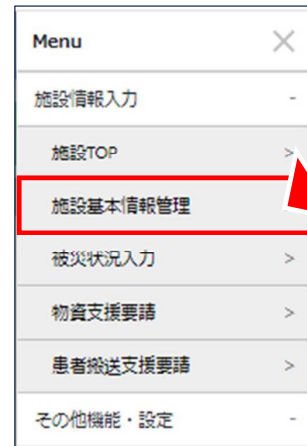 Menu ×
施設情報入力 -
施設TOP >
施設基本情報管理
被災状況入力 >
物資支援要請 >
患者搬送支援要請 >
その他機能・設定 -